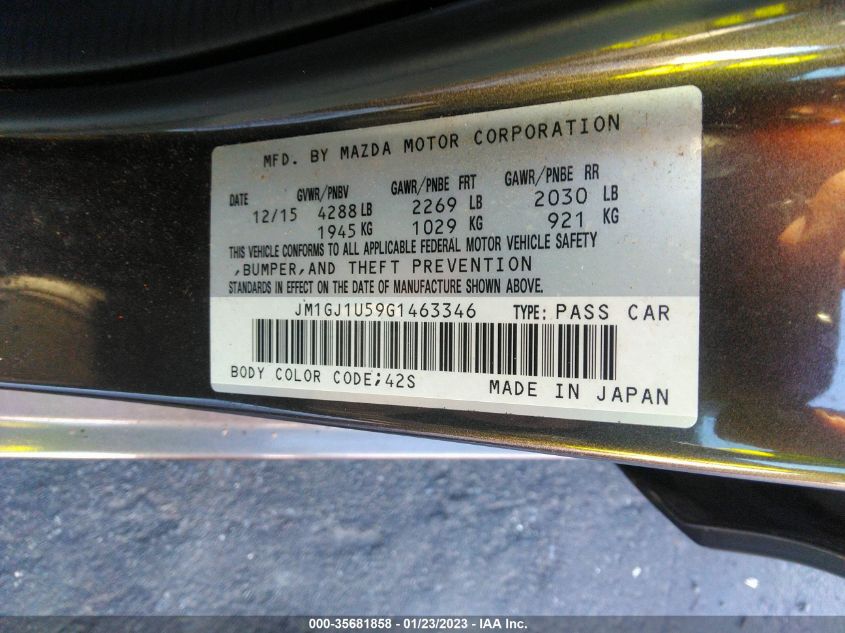 MFD. BY MAZDA MOTOR CORPORATION
DATE GVWR/PNBV GAWR/PNBE FRT GAWR/PNBE RR
12/15 4288 LB 2269 LB 2030 LB
1945 KG 1029 KG 921 KG
THIS VEHICLE CONFORMS TO ALL APPLICABLE FEDERAL MOTOR VEHICLE SAFETY
,BUMPER,AND THEFT PREVENTION
STANDARDS IN EFFECT ON THE DATE OF MANUFACTURE SHOWN ABOVE.
JM1GJ1U59G1463346 TYPE: PASS CAR
BODY COLOR CODE;42S MADE IN JAPAN
000-35681858 - 01/23/2023 - IAA Inc.